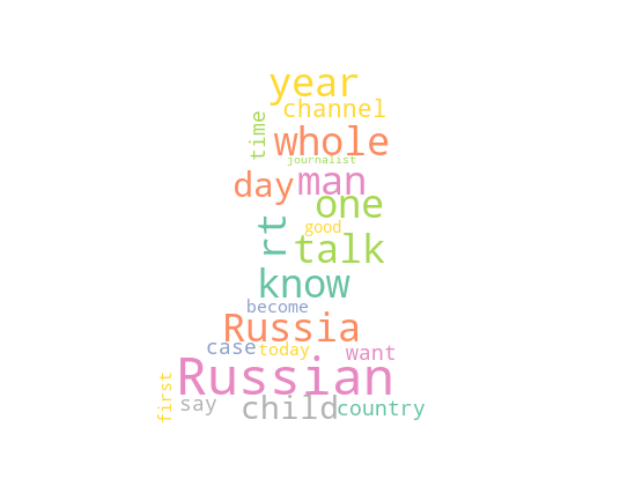 year
channel
time
whole
journalist
day
man
one
rt
good
talk
know
become
Russia
case
today
want
Russian
first
say
child
country